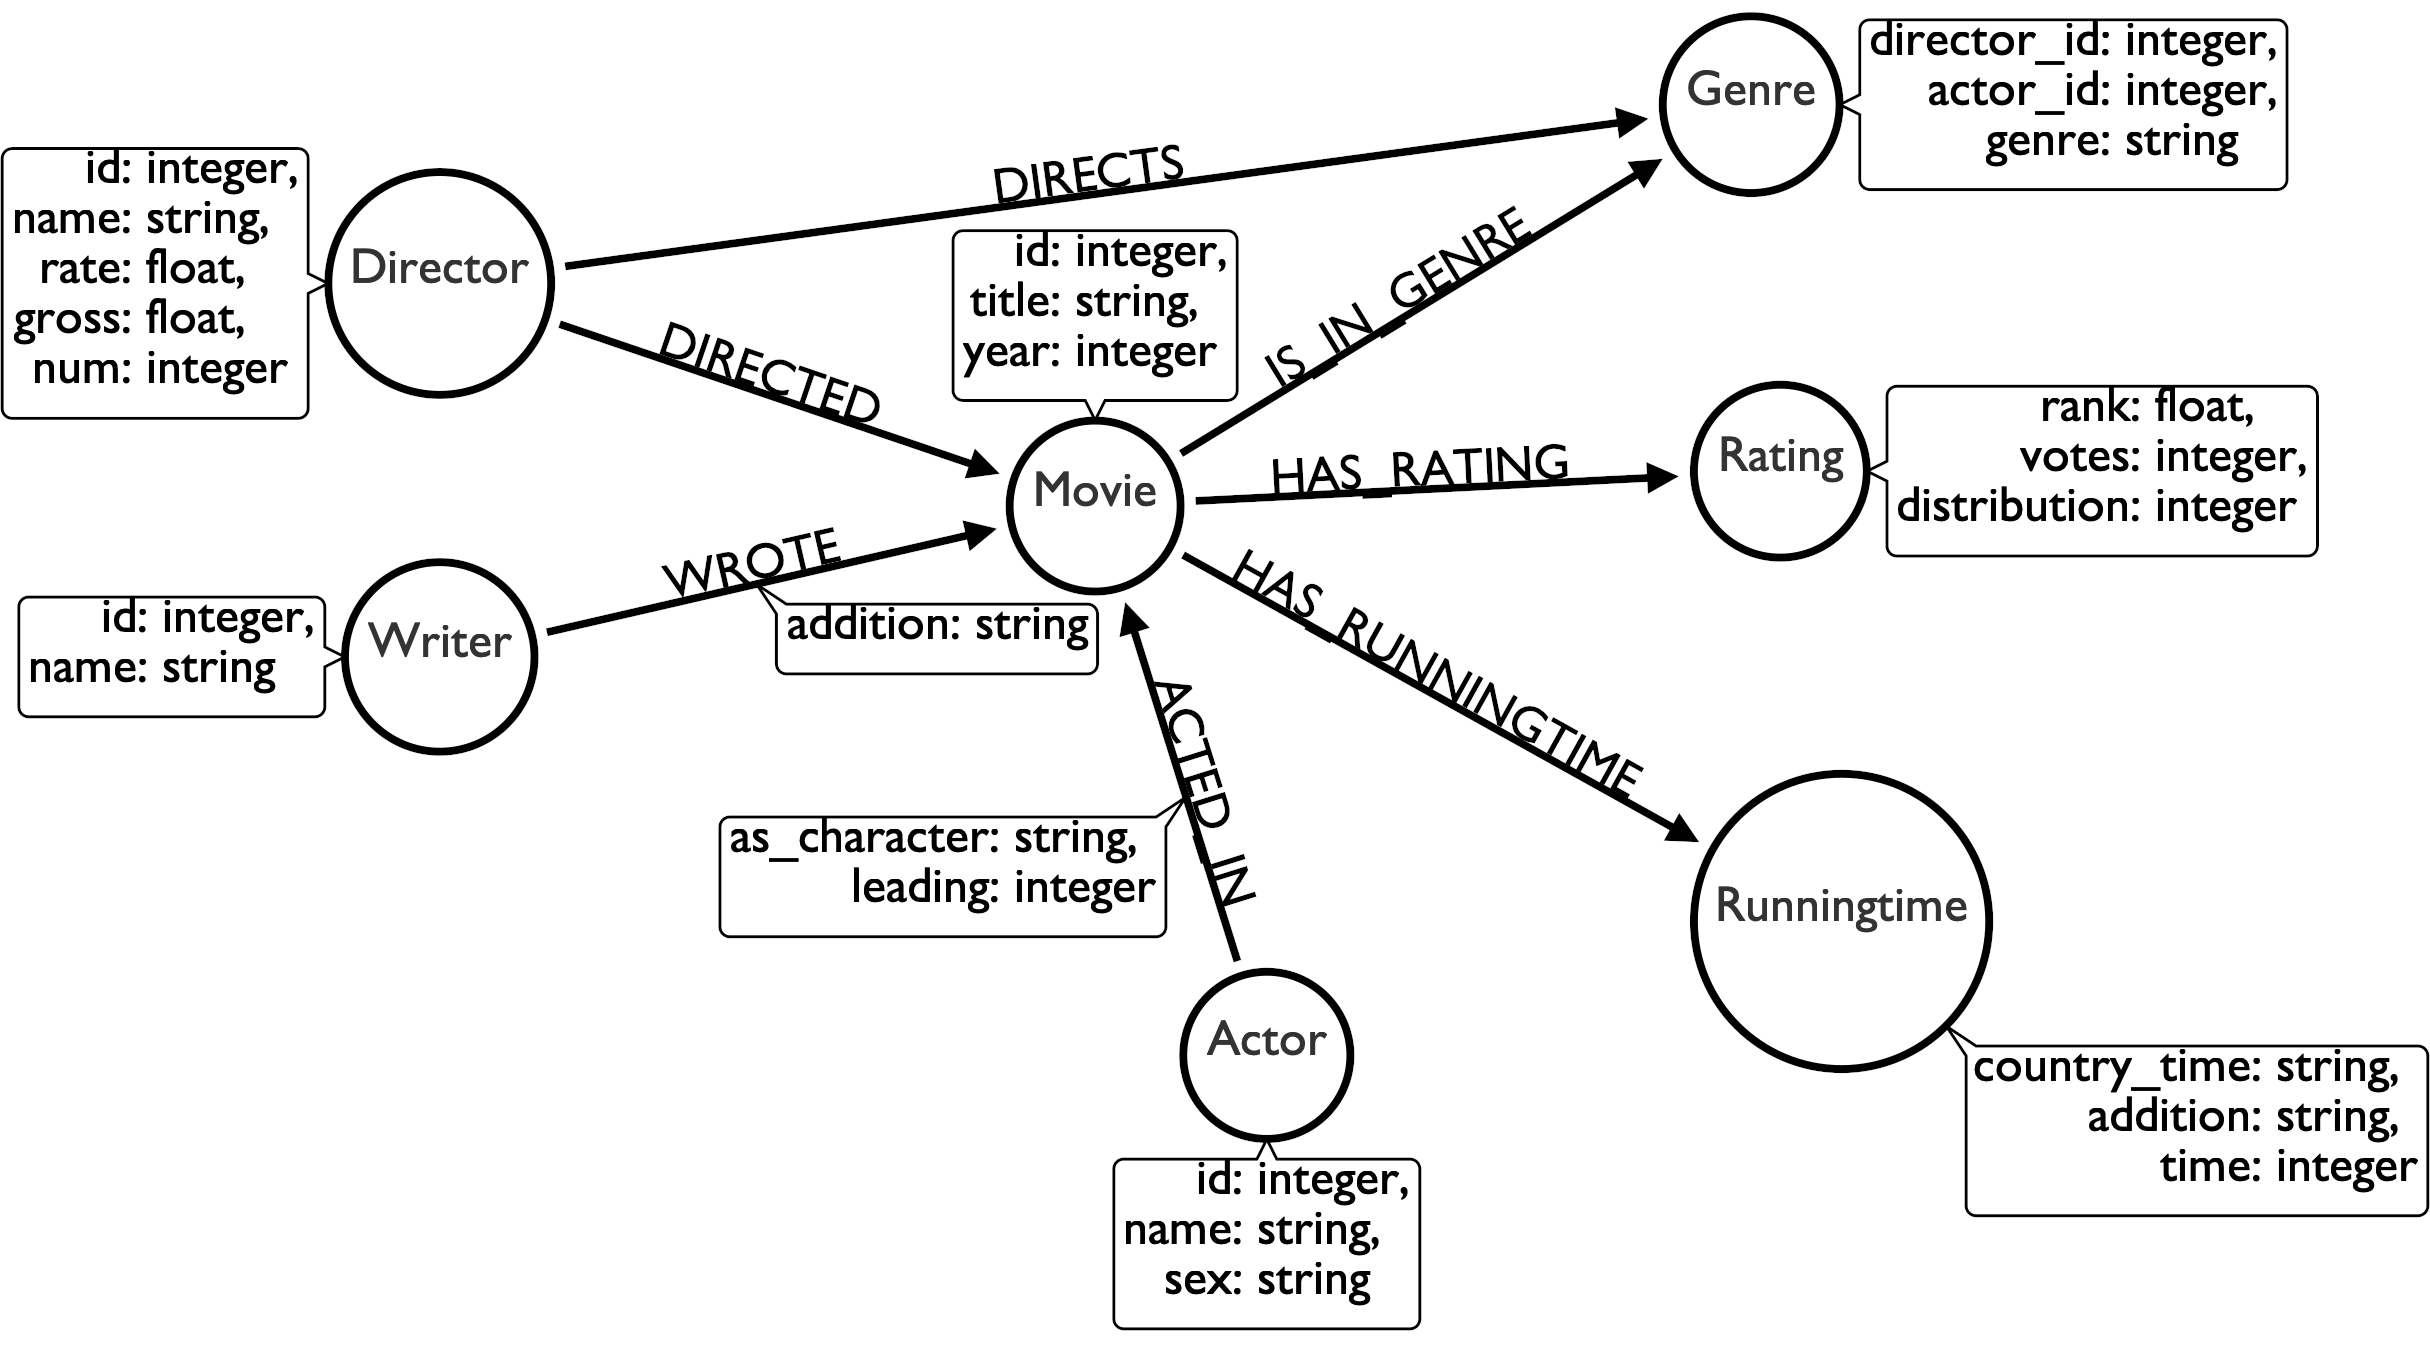 Genre
director_id: integer,
actor_id: integer,
genre: string
DIRECTS
id: integer,
name: string,
rate: float,
gross: float,
num: integer
Director
id: integer,
title: string,
year: integer
IS_IN_GENRE
DIRECTED
Movie
HAS_RATING
Rating
rank: float,
votes: integer,
distribution: integer
WROTE
addition: string
id: integer,
name: string
Writer
HAS_RUNNINGTIME
ACTED_IN
as_character: string,
leading: integer
Runningtime
country_time: string,
addition: string,
time: integer
Actor
id: integer,
name: string,
sex: string